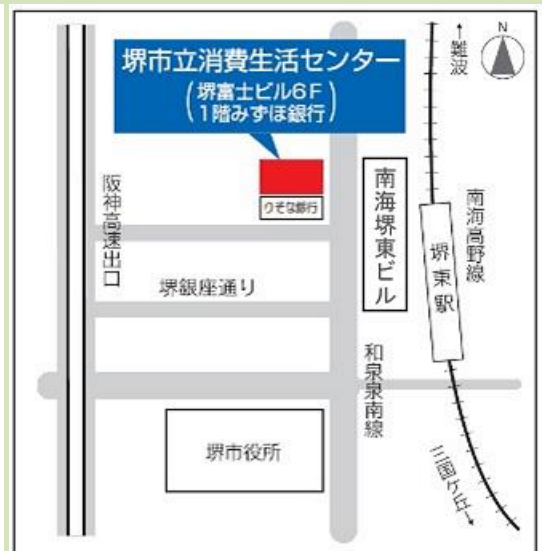 堺市立消費生活センター
(堺富士ビル6F
1階みずほ銀行)
N
←難波
りそな銀行
阪神高速出口
南海堺東ビル
南海高野線
堺東駅
堺銀座通り
和泉泉南線
堺市役所
三国ケ丘→